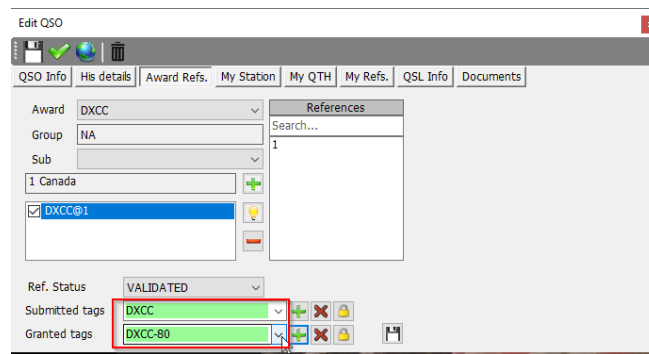 Edit QSO
QSO Info His details Award Refs. My Station My QTH My Refs. QSL Info Documents
Award DXCC
References
Group NA
Search...
1
Sub
1 Canada
DXCC@1
Ref. Status VALIDATED
Submitted tags DXCC
Granted tags DXCC-80